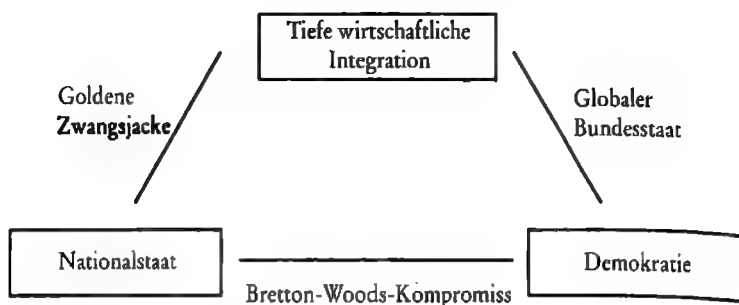 Tiefe wirtschaftliche
Integration
Goldene
Zwangsjacke
Globaler
Bundesstaat
Nationalstaat
Demokratie
Bretton-Woods-Kompromiss